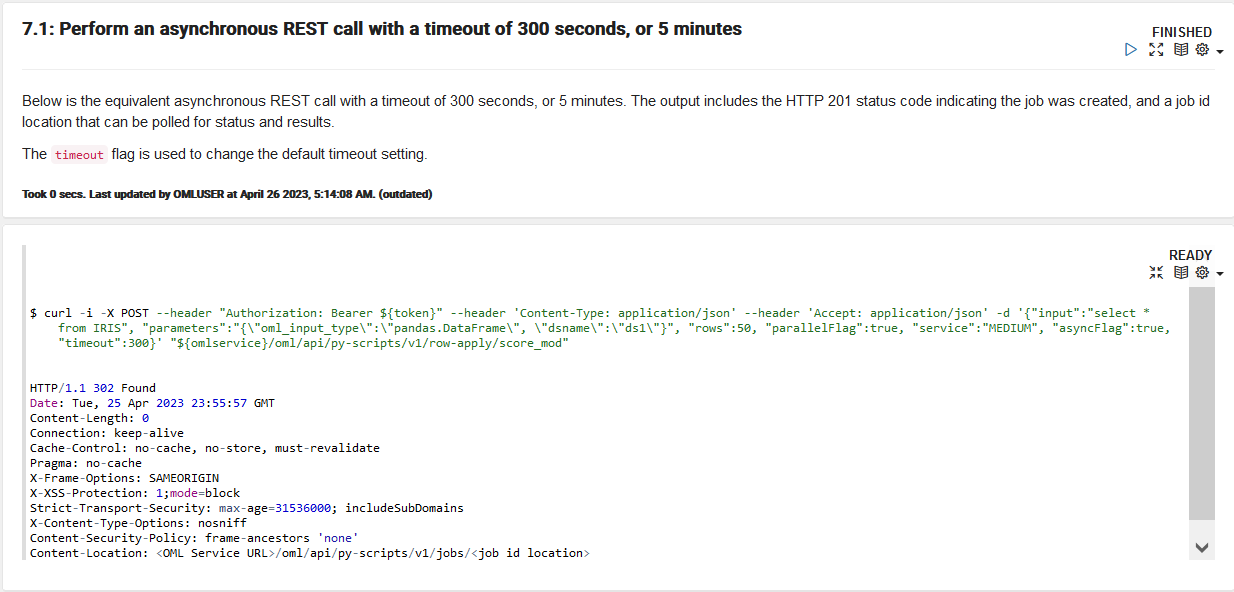 7.1: Perform an asynchronous REST call with a timeout of 300 seconds, or 5 minutes
FINISHED
Below is the equivalent asynchronous REST call with a timeout of 300 seconds, or 5 minutes. The output includes the HTTP 201 status code indicating the job was created, and a job id
location that can be polled for status and results.
The timeout flag is used to change the default timeout setting.
Took 0 secs. Last updated by OMLUSER at April 26 2023, 5:14:08 AM. (outdated)
READY
$ curl -i -X POST --header "Authorization: Bearer ${token}" --header 'Content-Type: application/json' --header 'Accept: application/json' -d '{"input":"select *
from IRIS", "parameters":"{\"oml_input_type\":\"pandas.DataFrame\", \"dsname\":\"ds1\"}", "rows":50, "parallelFlag":true, "service":"MEDIUM", "asyncFlag":true,
"timeout":300}' "${omlservice}/oml/api/py-scripts/v1/row-apply/score_mod"
HTTP/1.1 302 Found
Date: Tue, 25 Apr 2023 23:55:57 GMT
Content-Length: 0
Connection: keep-alive
Cache-Control: no-cache, no-store, must-revalidate
Pragma: no-cache
X-Frame-Options: SAMEORIGIN
X-XSS-Protection: 1;mode=block
Strict-Transport-Security: max-age=31536000; includeSubDomains
X-Content-Type-Options: nosniff
Content-Security-Policy: frame-ancestors 'none'
Content-Location: <OML Service URL>/oml/api/py-scripts/v1/jobs/<job id location>